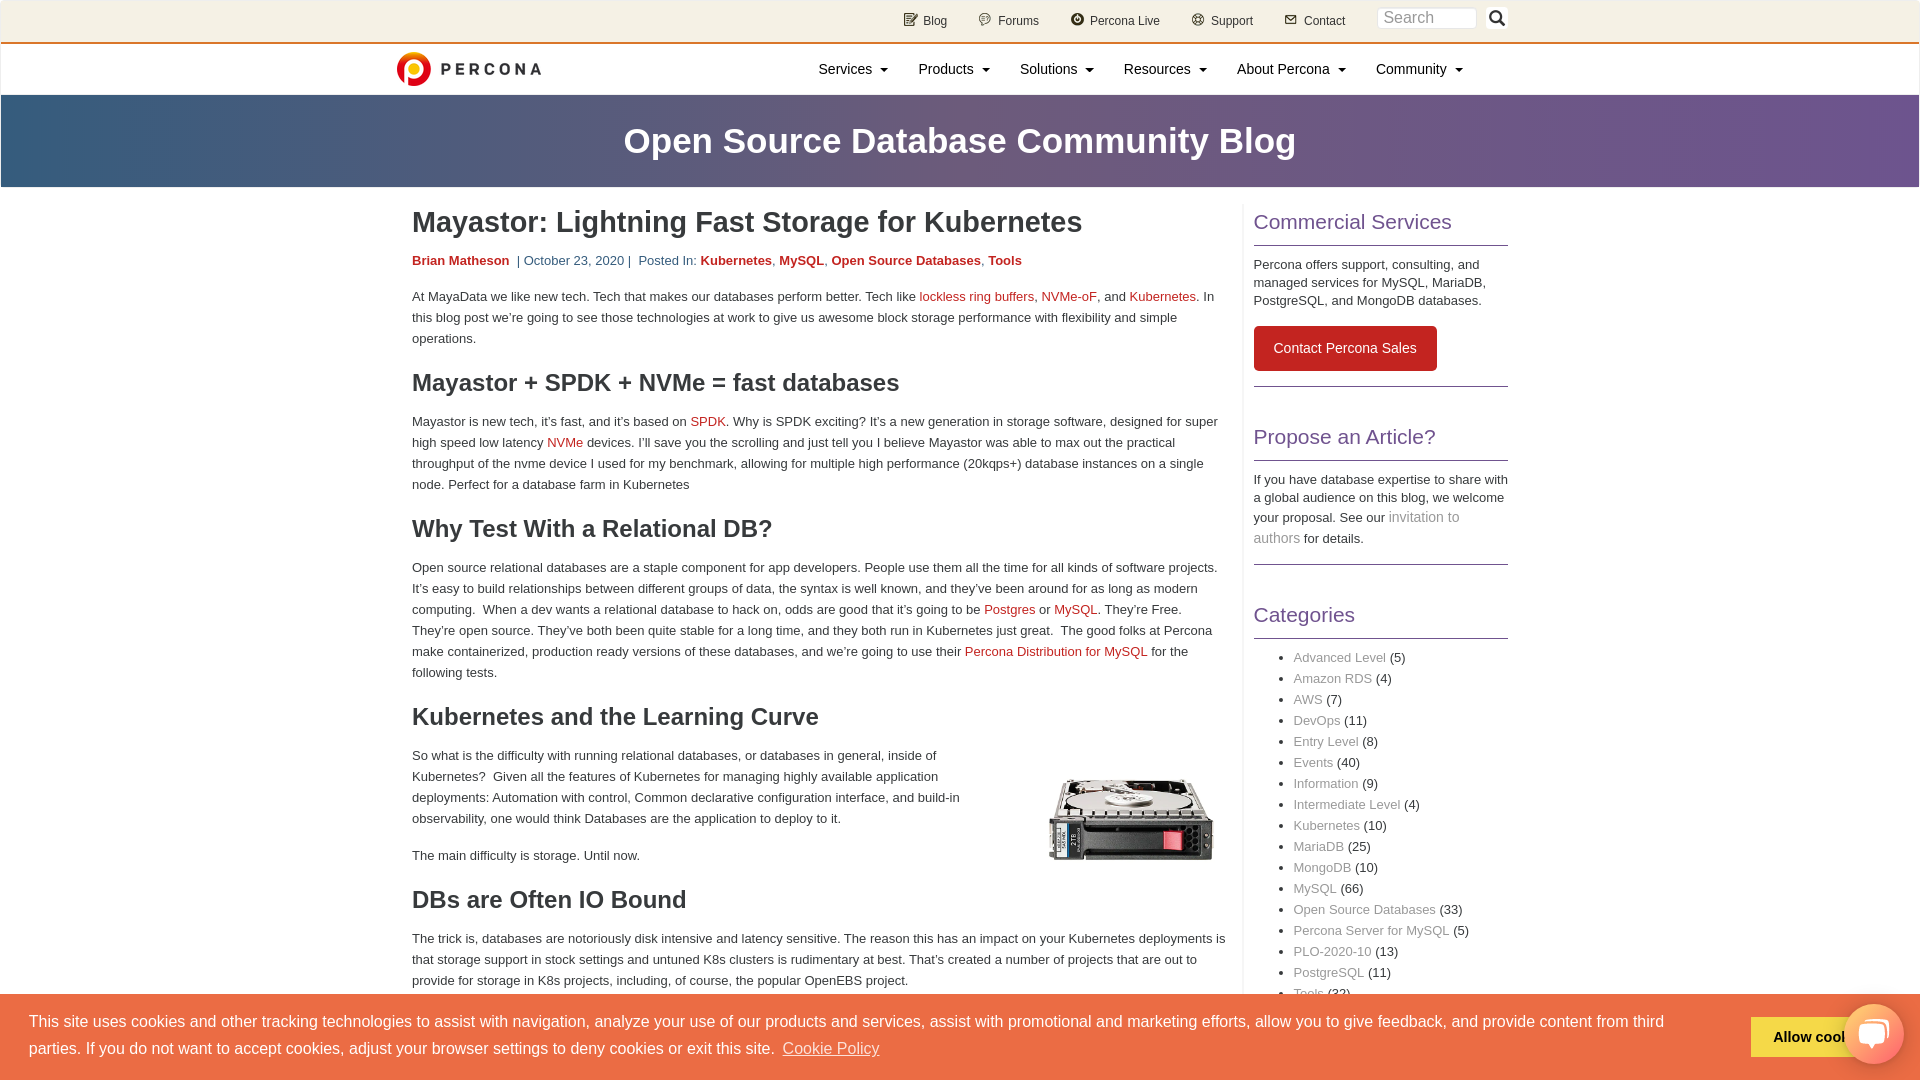 Blog
Forums
Percona Live
Support
Contact
Search
PERCONA
Services
Products
Solutions
Resources
About Percona
Community
Open Source Database Community Blog
Mayastor: Lightning Fast Storage for Kubernetes
Brian Matheson | October 23, 2020 | Posted In: Kubernetes, MySQL, Open Source Databases, Tools
At MayaData we like new tech. Tech that makes our databases perform better. Tech like lockless ring buffers, NVMe-oF, and Kubernetes. In
this blog post we’re going to see those technologies at work to give us awesome block storage performance with flexibility and simple
operations.
Mayastor + SPDK + NVMe = fast databases
Mayastor is new tech, it’s fast, and it’s based on SPDK. Why is SPDK exciting? It’s a new generation in storage software, designed for super
high speed low latency NVMe devices. I’ll save you the scrolling and just tell you I believe Mayastor was able to max out the practical
throughput of the nvme device I used for my benchmark, allowing for multiple high performance (20kqps+) database instances on a single
node. Perfect for a database farm in Kubernetes
Why Test With a Relational DB?
Open source relational databases are a staple component for app developers. People use them all the time for all kinds of software projects.
It’s easy to build relationships between different groups of data, the syntax is well known, and they’ve been around for as long as modern
computing.  When a dev wants a relational database to hack on, odds are good that it’s going to be Postgres or MySQL. They’re Free.
They’re open source. They’ve both been quite stable for a long time, and they both run in Kubernetes just great.  The good folks at Percona
make containerized, production ready versions of these databases, and we’re going to use their Percona Distribution for MySQL for the
following tests.
Kubernetes and the Learning Curve
So what is the difficulty with running relational databases, or databases in general, inside of
Kubernetes?  Given all the features of Kubernetes for managing highly available application
deployments: Automation with control, Common declarative configuration interface, and build-in
observability, one would think Databases are the application to deploy to it.
The main difficulty is storage. Until now.
2TB
DBs are Often IO Bound
The trick is, databases are notoriously disk intensive and latency sensitive. The reason this has an impact on your Kubernetes deployments is
that storage support in stock settings and untuned K8s clusters is rudimentary at best. That’s created a number of projects that are out to
provide for storage in K8s projects, including, of course, the popular OpenEBS project.
Commercial Services
Percona offers support, consulting, and
managed services for MySQL, MariaDB,
PostgreSQL, and MongoDB databases.
Contact Percona Sales
Propose an Article?
If you have database expertise to share with
a global audience on this blog, we welcome
your proposal. See our invitation to
authors for details.
Categories
Advanced Level (5)
Amazon RDS (4)
AWS (7)
DevOps (11)
Entry Level (8)
Events (40)
Information (9)
Intermediate Level (4)
Kubernetes (10)
MariaDB (25)
MongoDB (10)
MySQL (66)
Open Source Databases (33)
Percona Server for MySQL (5)
PLO-2020-10 (13)
PostgreSQL (11)
Tools (32)
This site uses cookies and other tracking technologies to assist with navigation, analyze your use of our products and services, assist with promotional and marketing efforts, allow you to give feedback, and provide content from third
parties. If you do not want to accept cookies, adjust your browser settings to deny cookies or exit this site. Cookie Policy
Allow cook